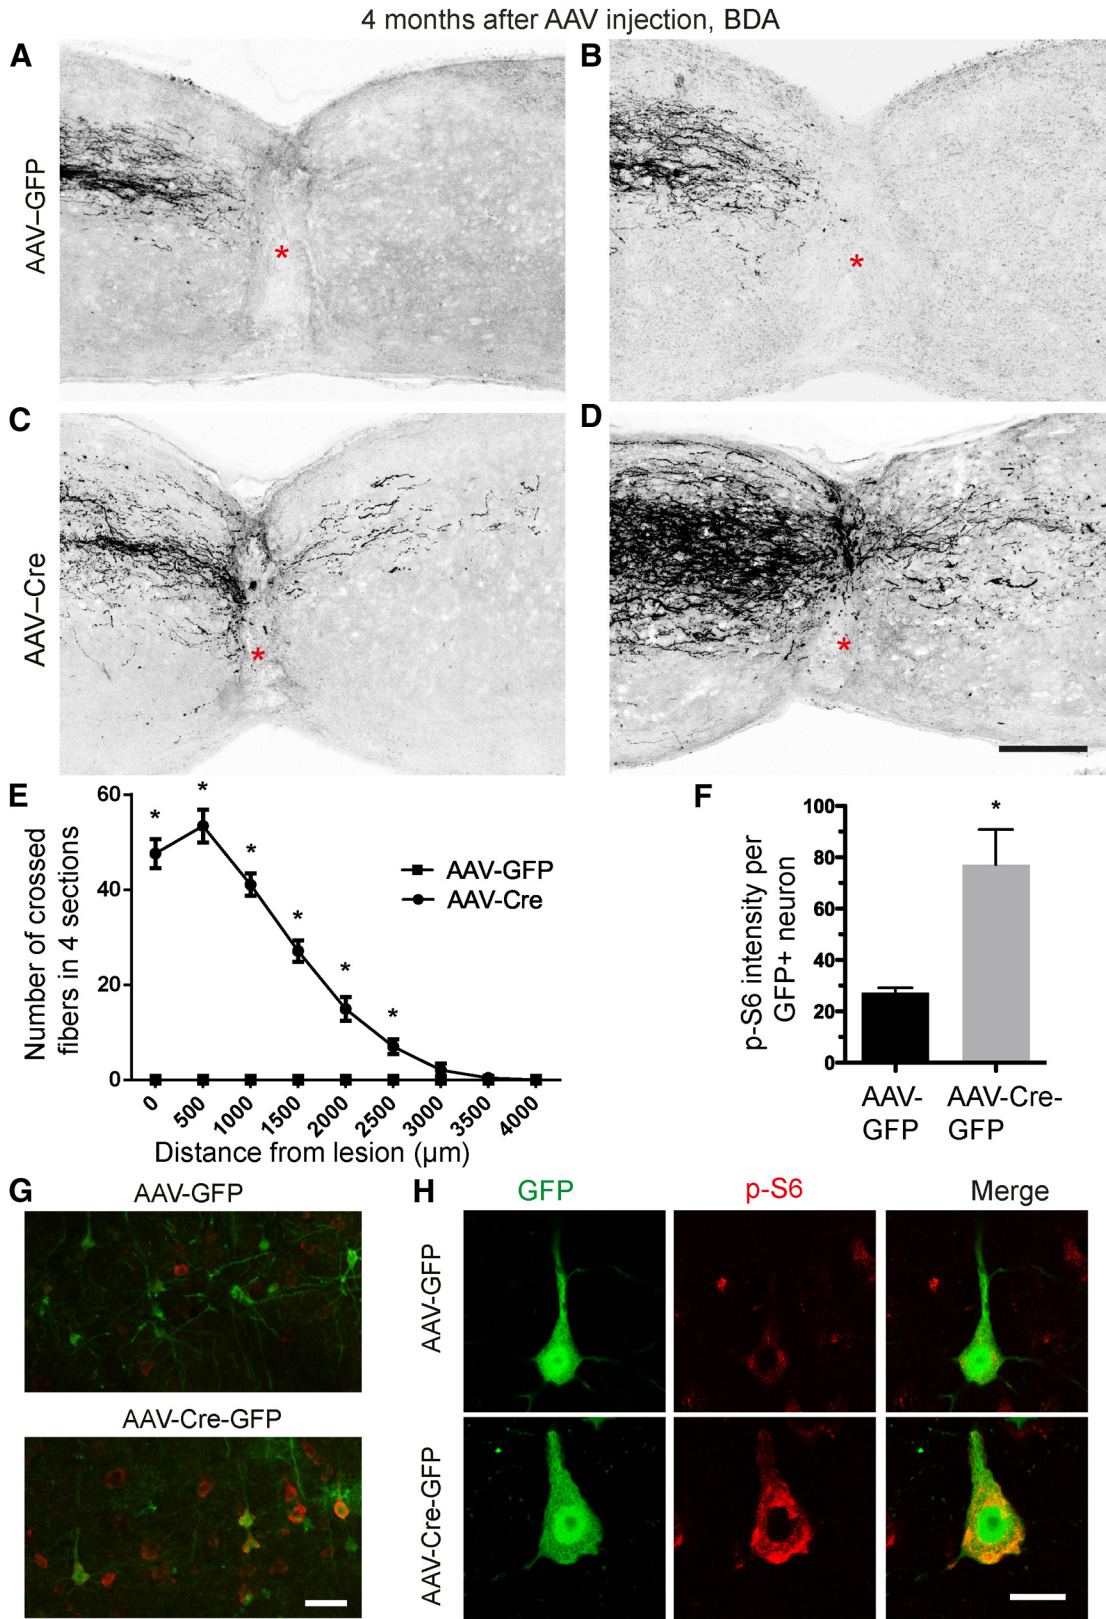 4 months after AAV injection, BDA
A
B
AAV–GFP
*
*
C
D
AAV–Cre
*
*
E
Number of crossed
fibers in 4 sections
60
40
20
0
* * * * * *
AAV-GFP
AAV-Cre
0 500 1000 1500 2000 2500 3000 3500 4000
Distance from lesion (µm)
F
p-S6 intensity per
GFP+ neuron
100
80
60
40
20
0
*
AAV-
GFP
AAV-Cre-
GFP
G
AAV-GFP
AAV-Cre-GFP
H
GFP p-S6 Merge
AAV-GFP
AAV-Cre-GFP